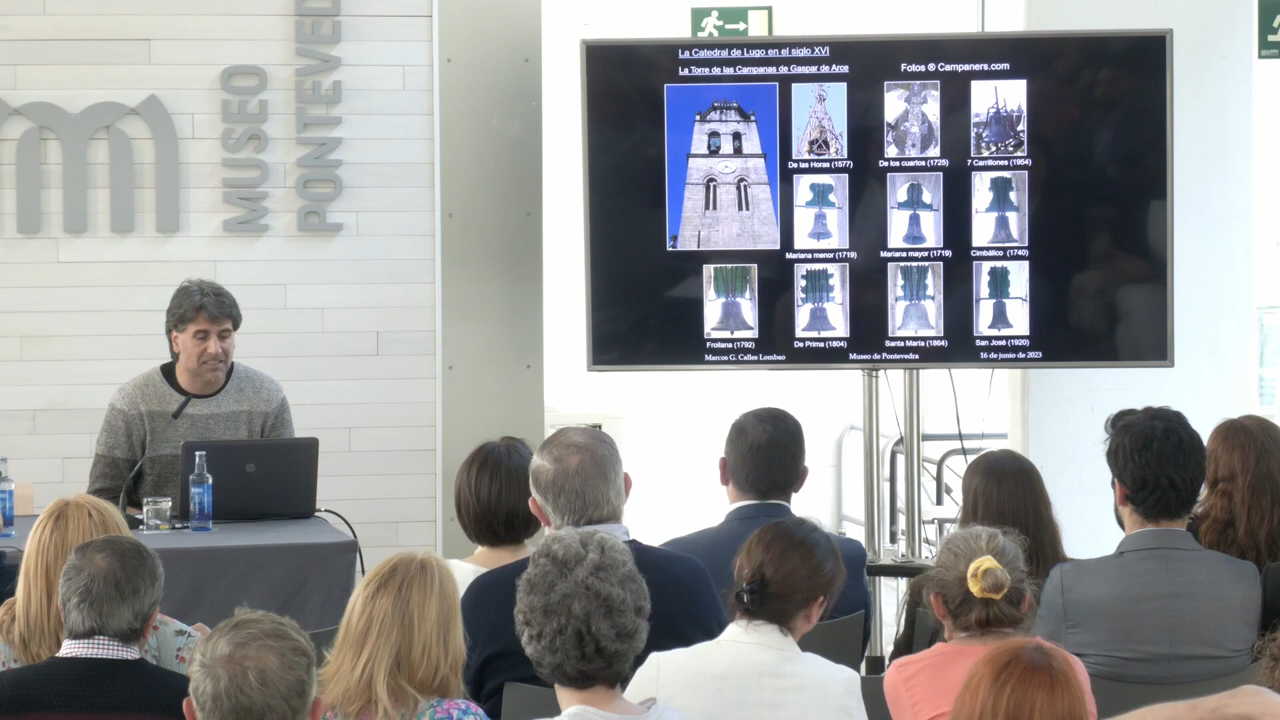 MUSEO
PONTEVED
La Catedral de Lugo en el siglo XVI
La Torre de las Campanas de Gaspar de Arce
Fotos ® Campaners.com
De las Horas (1577)
De los cuartos (1725)
7 Carrillones (1954)
Mariana menor (1719)
Mariana mayor (1719)
Cimbálico (1740)
Froilana (1792)
De Prima (1804)
Santa María (1864)
San José (1920)
Marcos G. Calles Lombao
Museo de Pontevedra
16 de junio de 2023
hp